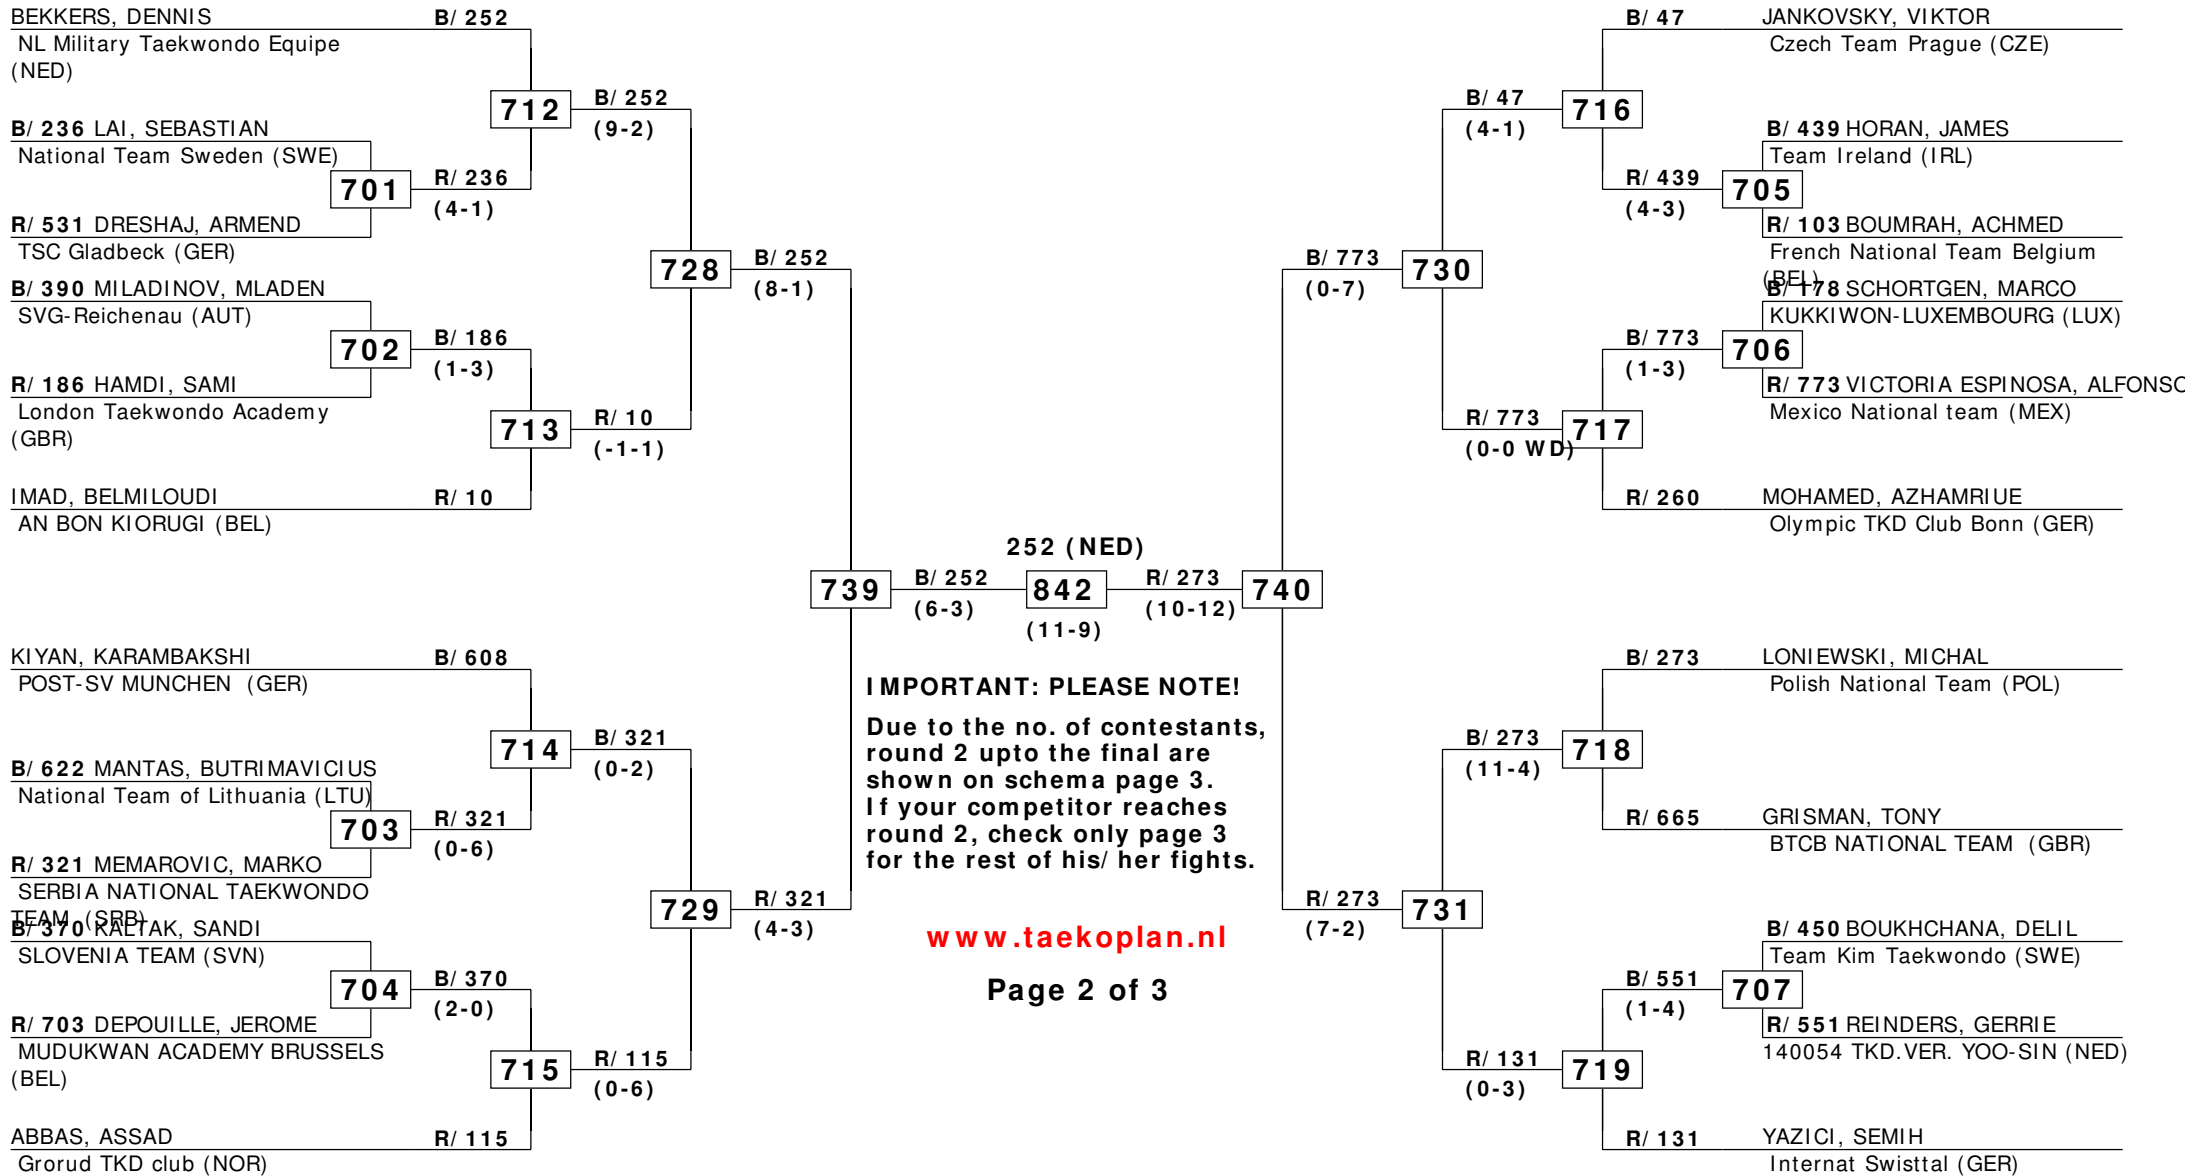 BEKKERS, DENNIS
B/ 252
NL Military Taekwondo Equipe
(NED)
712
B/ 252
(9-2)
B/ 236 LAI, SEBASTIAN
National Team Sweden (SWE)
701
R/ 236
(4-1)
R/ 531 DRESHAJ, ARMEND
TSC Gladbeck (GER)
728
B/ 252
(8-1)
B/ 390 MILADINOV, MLADEN
SVG-Reichenau (AUT)
702
B/ 186
(1-3)
R/ 186 HAMDI, SAMI
London Taekwondo Academy
(GBR)
713
R/ 10
(-1-1)
IMAD, BELMILOUDI
R/ 10
AN BON KIORUGI (BEL)
739
B/ 252
(6-3)
252 (NED)
842
(11-9)
R/ 273
(10-12)
740
KIYAN, KARAMBAKSHI
B/ 608
POST-SV MUNCHEN (GER)
714
B/ 321
(0-2)
B/ 622 MANTAS, BUTRIMAVICIUS
National Team of Lithuania (LTU)
703
R/ 321
(0-6)
R/ 321 MEMAROVIC, MARKO
SERBIA NATIONAL TAEKWONDO
TEAM (SRB)
729
R/ 321
(4-3)
B/ 370 KALTAK, SANDI
SLOVENIA TEAM (SVN)
704
B/ 370
(2-0)
R/ 703 DEPOUILLE, JEROME
MUDUKWAN ACADEMY BRUSSELS
(BEL)
715
R/ 115
(0-6)
ABBAS, ASSAD
R/ 115
Grorud TKD club (NOR)
IMPORTANT: PLEASE NOTE!
Due to the no. of contestants,
round 2 upto the final are
shown on schema page 3.
If your competitor reaches
round 2, check only page 3
for the rest of his/ her fights.
www.taekoplan.nl
Page 2 of 3
B/ 47
JANKOVSKY, VIKTOR
Czech Team Prague (CZE)
B/ 47
(4-1)
716
B/ 439 HORAN, JAMES
Team Ireland (IRL)
R/ 439
(4-3)
705
R/ 103 BOUMRAH, ACHMED
French National Team Belgium
(BEL)
B/ 773
(0-7)
730
B/ 178 SCHORTGEN, MARCO
KUKKIWON-LUXEMBOURG (LUX)
B/ 773
(1-3)
706
R/ 773 VICTORIA ESPINOSA, ALFONSO
Mexico National team (MEX)
R/ 773
(0-0 WD)
717
R/ 260
MOHAMED, AZHAMRIUE
Olympic TKD Club Bonn (GER)
B/ 273
LONIEWSKI, MICHAL
Polish National Team (POL)
B/ 273
(11-4)
718
R/ 665
GRISMAN, TONY
BTCB NATIONAL TEAM (GBR)
R/ 273
(7-2)
731
B/ 450 BOUKHCHANA, DELIL
Team Kim Taekwondo (SWE)
B/ 551
(1-4)
707
R/ 551 REINDERS, GERRIE
140054 TKD.VER. YOO-SIN (NED)
R/ 131
(0-3)
719
R/ 131
YAZICI, SEMIH
Internat Swisttal (GER)